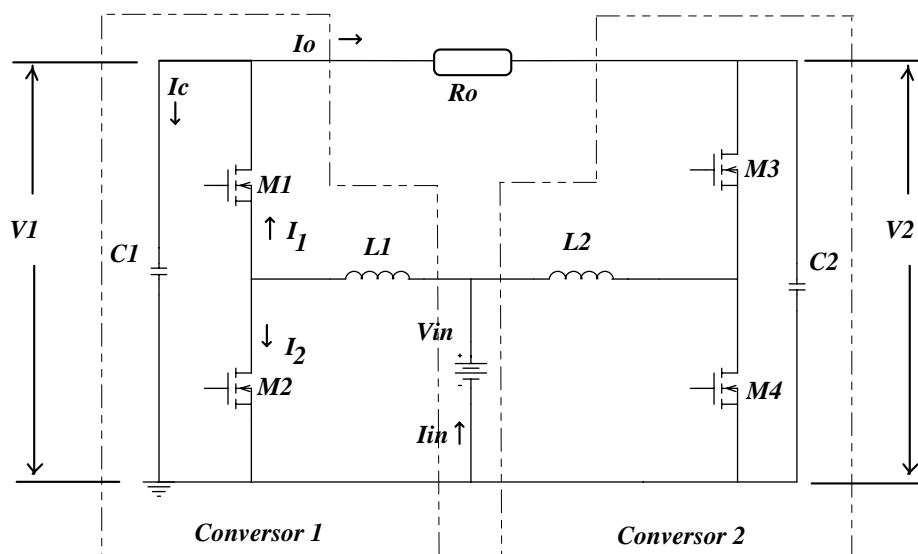 Io →
Ro
Ic
↓
M1
M3
V1
V2
↑ I1
L1
L2
C1
C2
Vin
↓ I2
+
-
M2
M4
Iin ↑
Conversor 1
Conversor 2